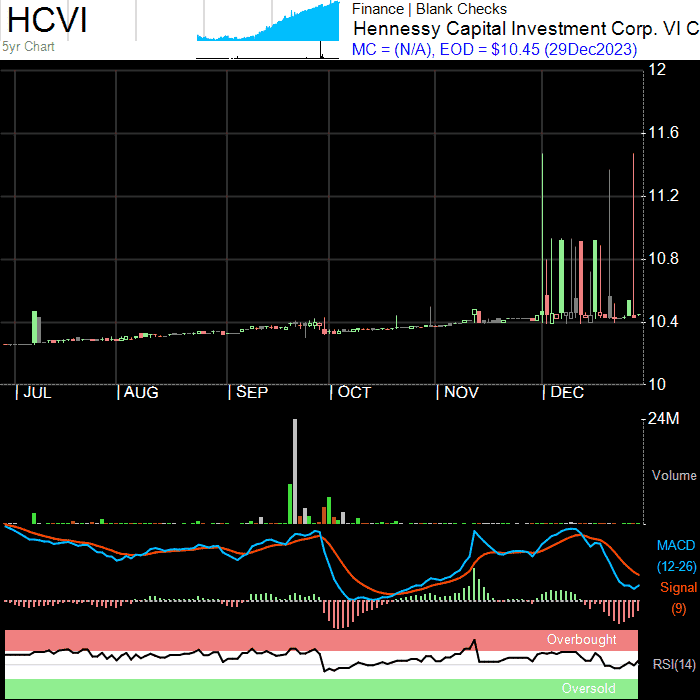 HCVI
5yr Chart
Finance | Blank Checks
Hennessy Capital Investment Corp. VI C
MC = (N/A), EOD = $10.45 (29Dec2023)
12
11.6
11.2
10.8
10.4
10
JUL AUG SEP OCT NOV DEC
24M
Volume
MACD
(12-26)
Signal
(9)
Overbought
RSI(14)
Oversold